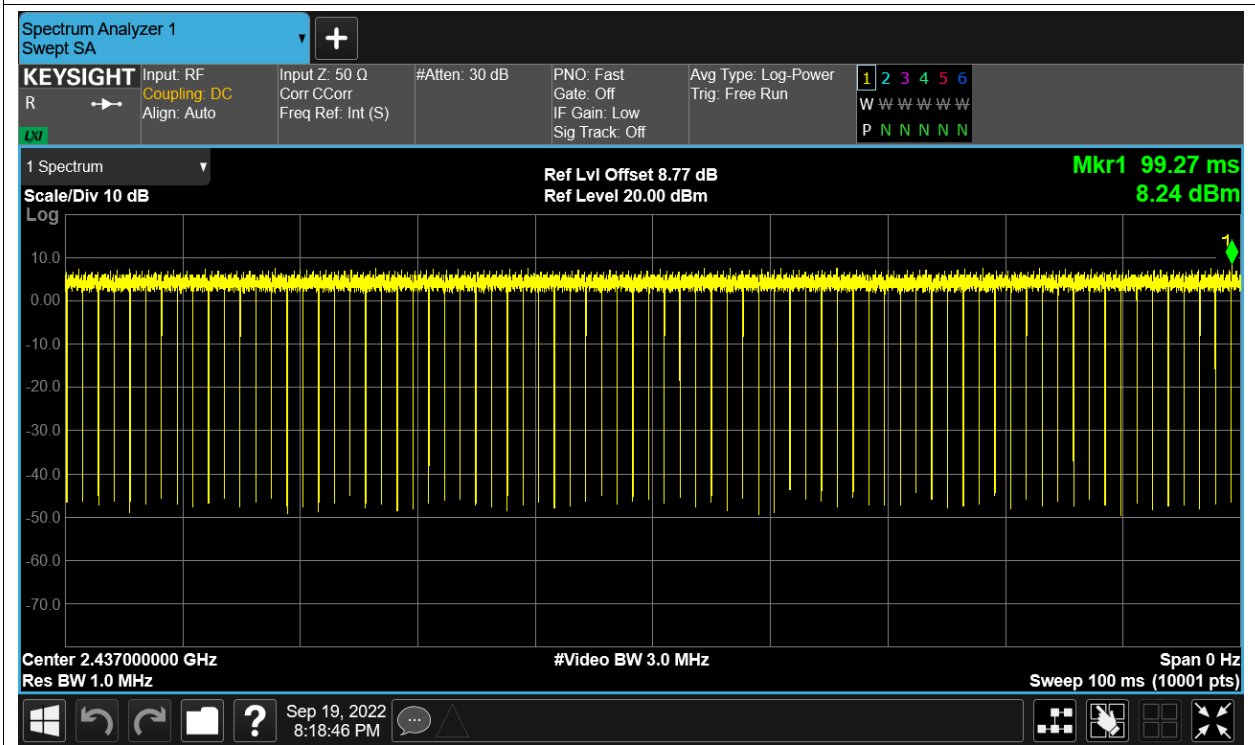 Spectrum Analyzer 1
Swept SA
▼
+
KEYSIGHT Input: RF Input Z: 50 Ω #Atten: 30 dB PNO: Fast Avg Type: Log-Power 1 2 3 4 5 6
R Coupling: DC Corr CCorr Gate: Off Trig: Free Run W W W W W W
Align: Auto Freq Ref: Int (S) IF Gain: Low
LXI Sig Track: Off P N N N N N
1 Spectrum ▼ Ref Lvl Offset 8.77 dB Mkr1 99.27 ms
Scale/Div 10 dB Ref Level 20.00 dBm 8.24 dBm
Log
1
10.0
0.00
-10.0
-20.0
-30.0
-40.0
-50.0
-60.0
-70.0
Center 2.437000000 GHz #Video BW 3.0 MHz Span 0 Hz
Res BW 1.0 MHz Sweep 100 ms (10001 pts)
? Sep 19, 2022
8:18:46 PM